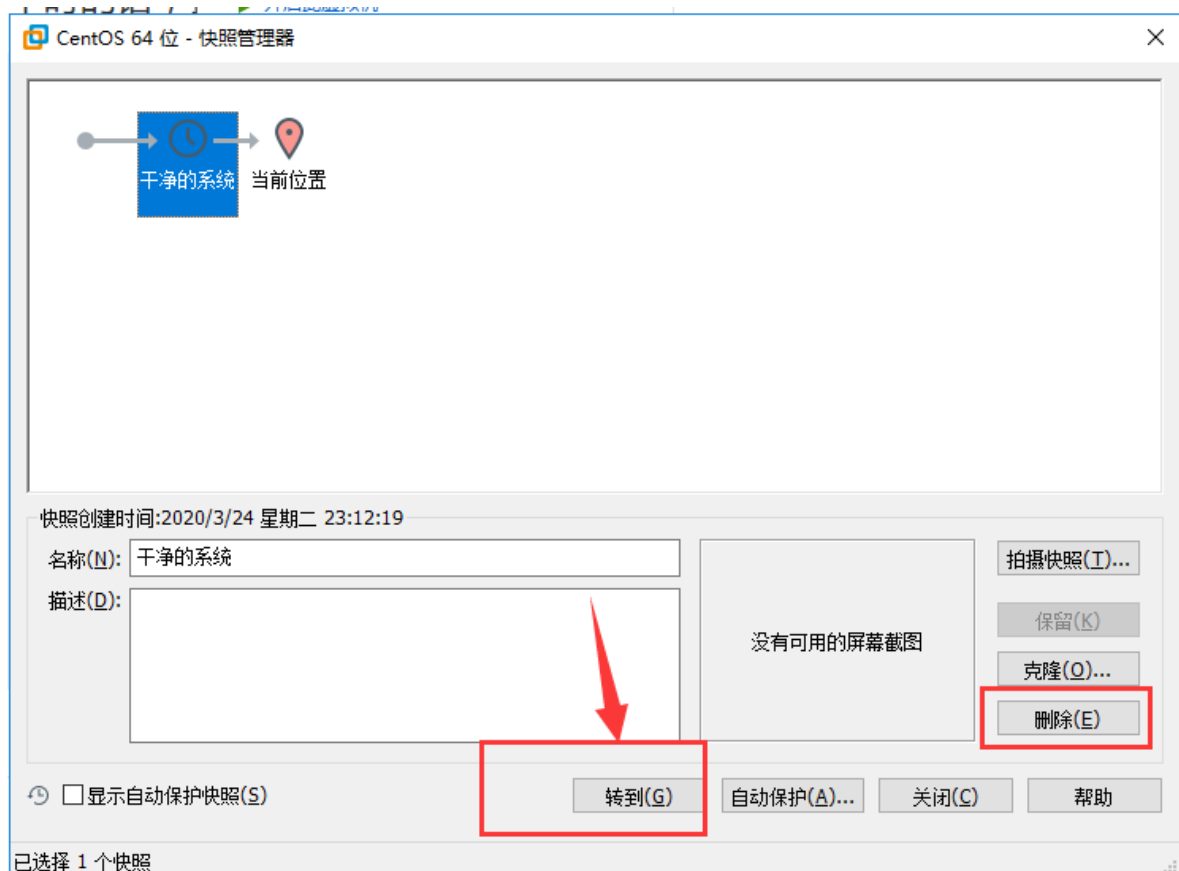 CentOS 64 位 - 快照管理器
干净的系统
当前位置
快照创建时间:2020/3/24 星期二 23:12:19
名称(N):
干净的系统
拍摄快照(T)...
描述(D):
保留(K)
没有可用的屏幕截图
克隆(O)...
删除(E)
显示自动保护快照(S)
转到(G)
自动保护(A)...
关闭(C)
帮助
已选择 1 个快照